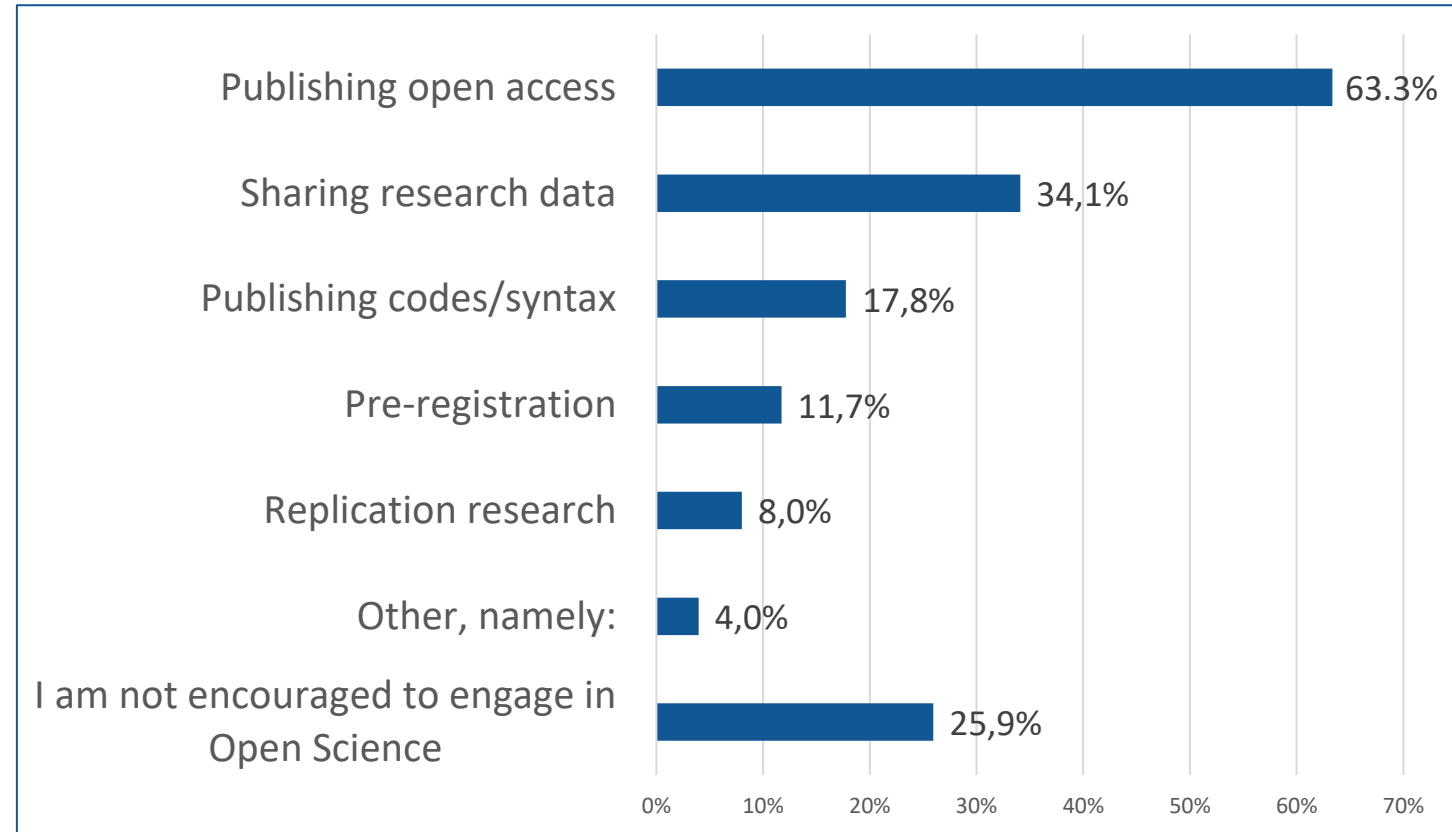 Publishing open access
63.3%
Sharing research data
34,1%
Publishing codes/syntax
17,8%
Pre-registration
11,7%
Replication research
8,0%
Other, namely:
4,0%
I am not encouraged to engage in
Open Science
25,9%
0% 10% 20% 30% 40% 50% 60% 70%